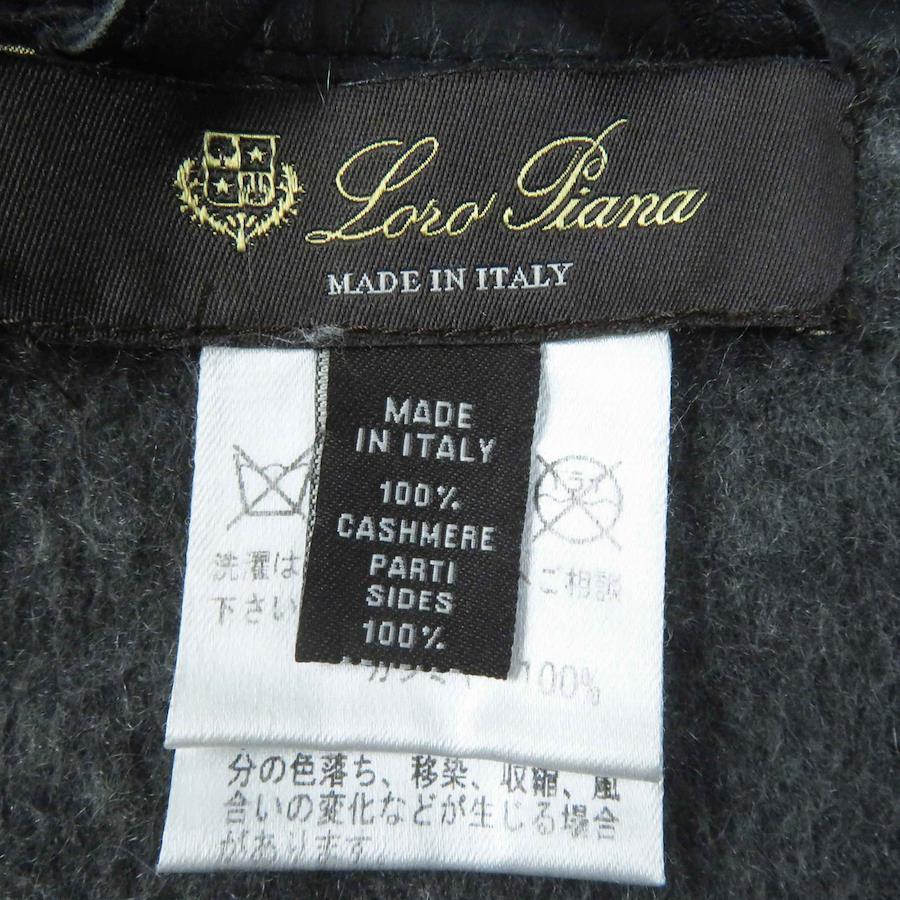 Loro Piana
MADE IN ITALY
MADE
IN ITALY
100%
CASHMERE
PARTI
SIDES
100%
洗濯は ご相談
下さい
100%
分の色落ち、移染、収縮、風
合いの変化などが生じる場合
があります。